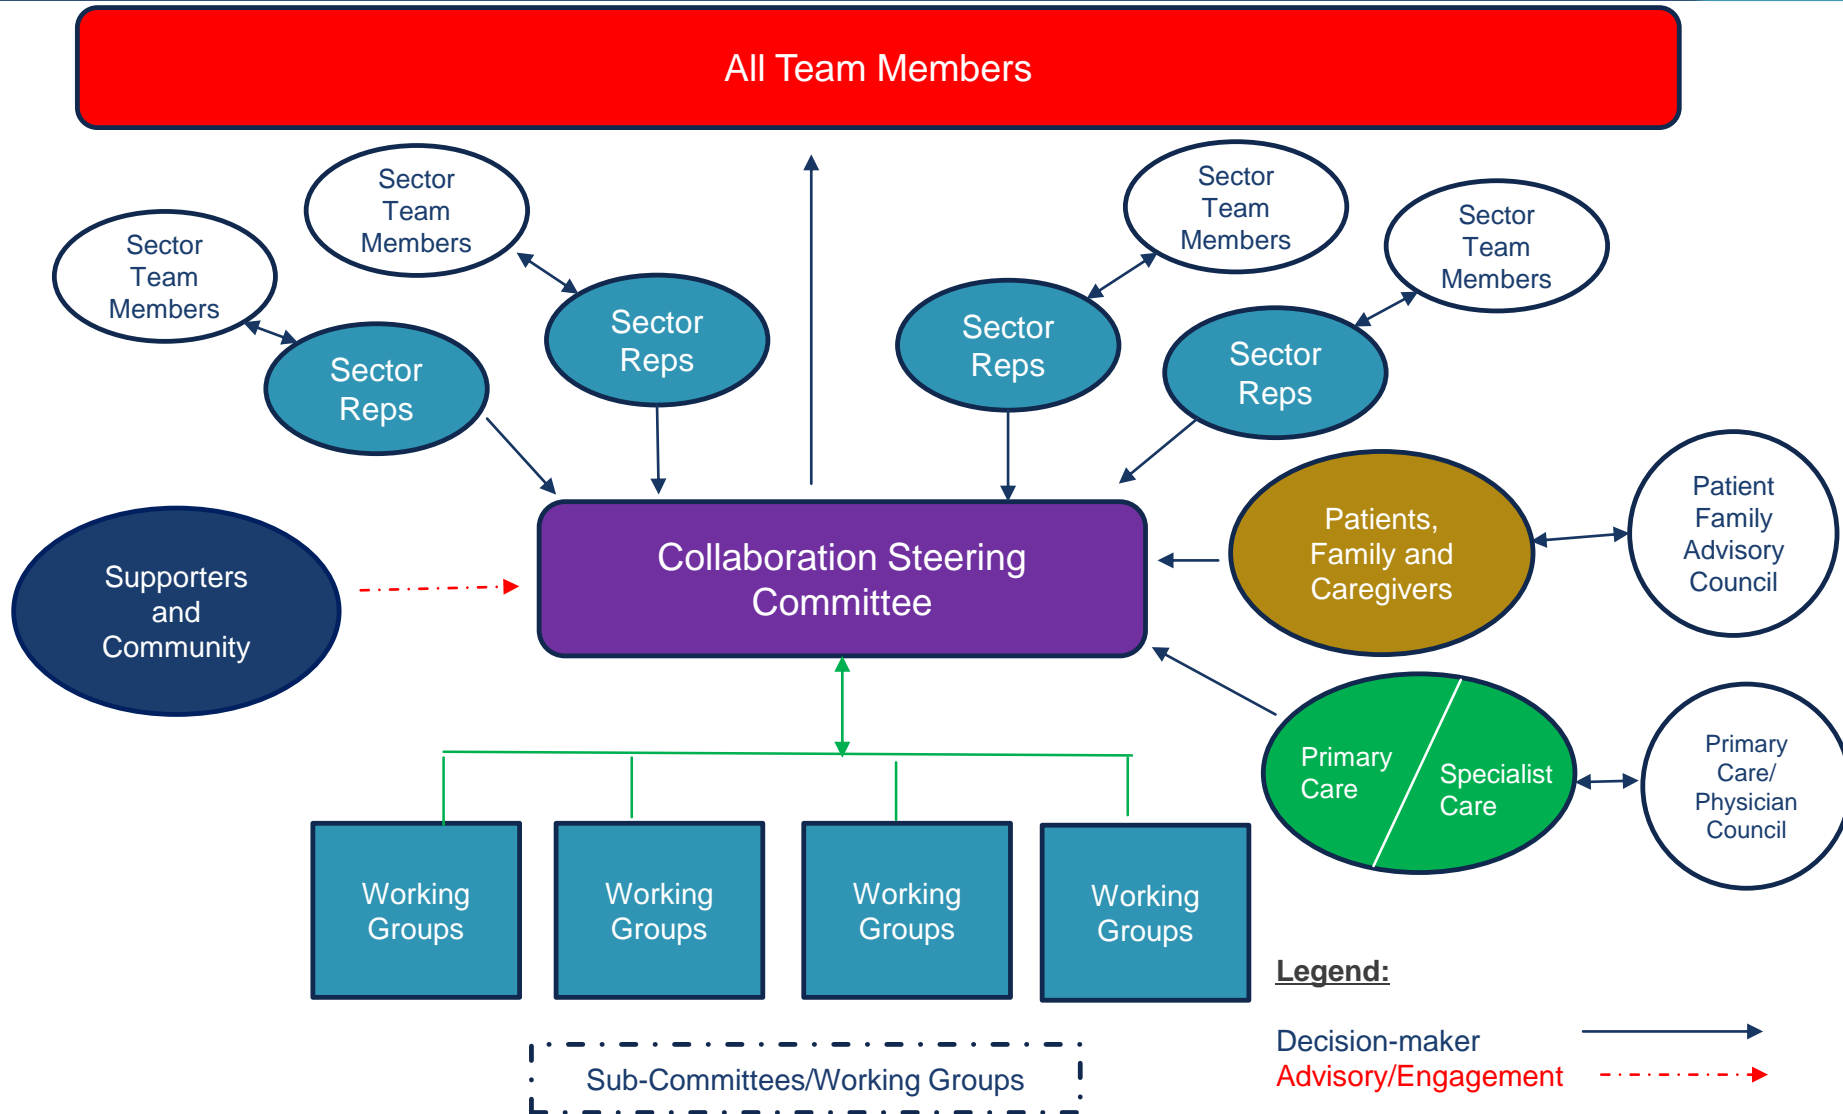 All Team Members
Sector
Team
Members
Sector
Team
Members
Sector
Team
Members
Sector
Team
Members
Sector
Reps
Sector
Reps
Sector
Reps
Sector
Reps
Supporters
and
Community
Collaboration Steering
Committee
Patients,
Family and
Caregivers
Patient
Family
Advisory
Council
Primary
Care
Specialist
Care
Primary
Care/
Physician
Council
Working
Groups
Working
Groups
Working
Groups
Working
Groups
Sub-Committees/Working Groups
Legend:
Decision-maker
Advisory/Engagement